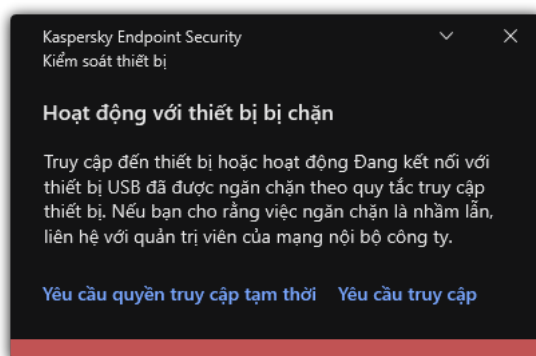 Kaspersky Endpoint Security
Kiểm soát thiết bị
Hoạt động với thiết bị bị chặn
Truy cập đến thiết bị hoặc hoạt động Đang kết nối với
thiết bị USB đã được ngăn chặn theo quy tắc truy cập
thiết bị. Nếu bạn cho rằng việc ngăn chặn là nhầm lẫn,
liên hệ với quản trị viên của mạng nội bộ công ty.
Yêu cầu quyền truy cập tạm thời Yêu cầu truy cập